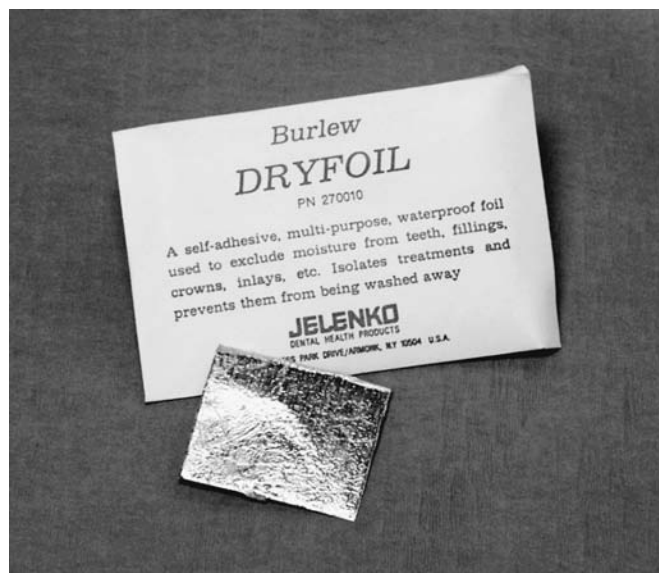 Burlew
DRYFOIL
PN 270010
A self-adhesive, multi-purpose, waterproof foil
used to exclude moisture from teeth, fillings,
crowns, inlays, etc. Isolates treatments and
prevents them from being washed away
JELENKO
DENTAL HEALTH PRODUCTS
PARK DRIVE/ARMONK, NY 10504 U.S.A.